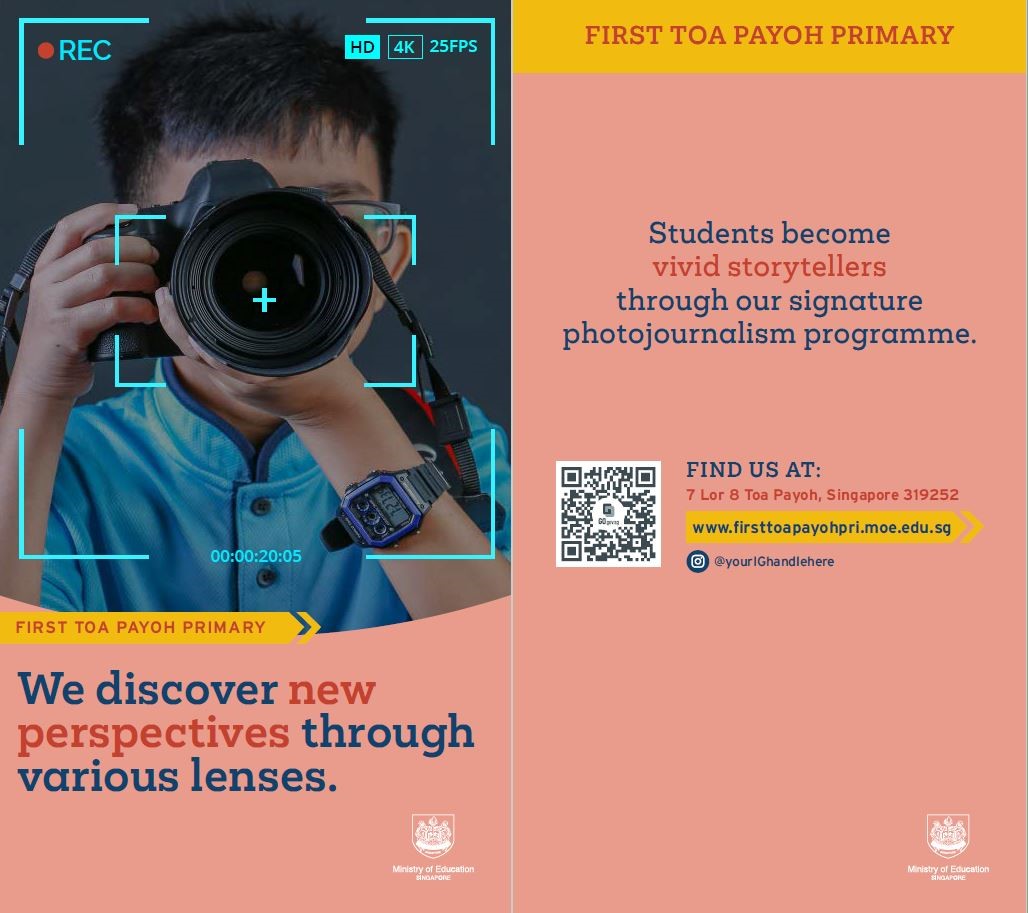 REC
HD 4K 25FPS
00:00:20:05
FIRST TOA PAYOH PRIMARY
We discover new
perspectives through
various lenses.
Ministry of Education
SINGAPORE
FIRST TOA PAYOH PRIMARY
Students become
vivid storytellers
through our signature
photojournalism programme.
FIND US AT:
7 Lor 8 Toa Payoh, Singapore 319252
www.firsttoapayohpri.moe.edu.sg
@yourIGhandlehere
Ministry of Education
SINGAPORE